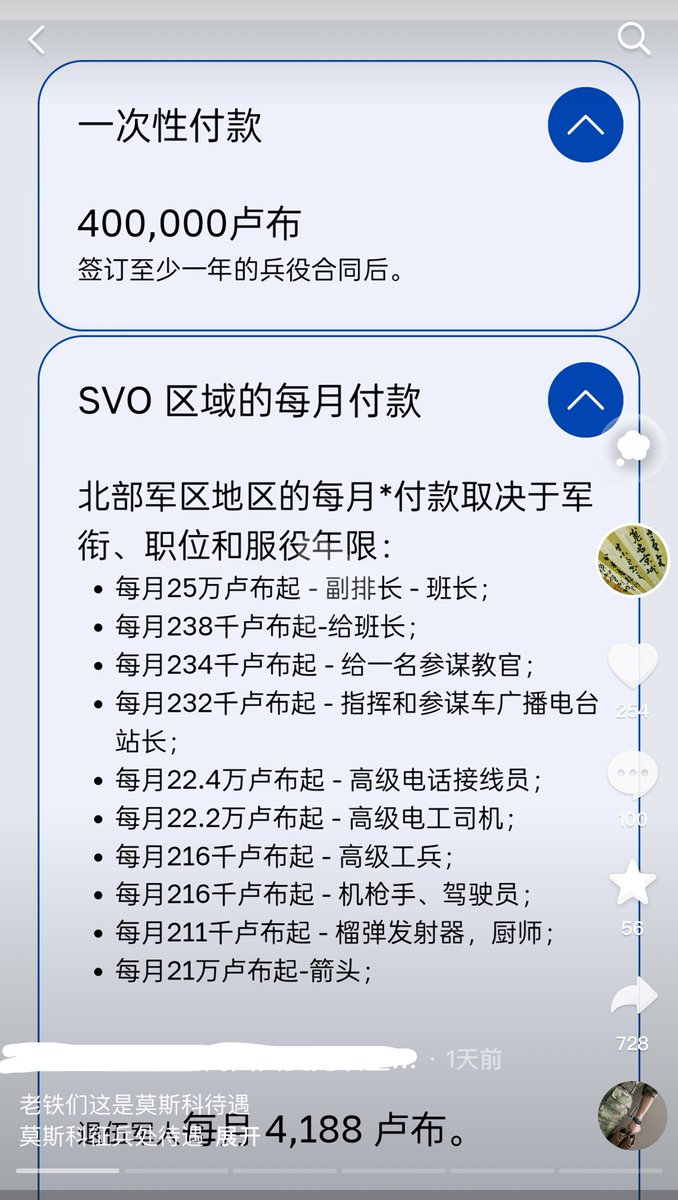 一次性付款
400,000卢布
签订至少一年的兵役合同后。
SVO 区域的每月付款
北部军区地区的每月*付款取决于军
衔、职位和服役年限：
• 每月25万卢布起 - 副排长 - 班长；
• 每月238千卢布起-给班长；
• 每月234千卢布起 - 给一名参谋教官；
• 每月232千卢布起 - 指挥和参谋车广播电台
站长；
• 每月22.4万卢布起 - 高级电话接线员；
• 每月22.2万卢布起 - 高级电工司机；
• 每月216千卢布起 - 高级工兵；
• 每月216千卢布起 - 机枪手、驾驶员；
• 每月211千卢布起 - 榴弹发射器，厨师；
• 每月21万卢布起-箭头；
254
100
56
728
· 1天前
老铁们这是莫斯科待遇
莫斯科征兵处待遇 展开
每月 4,188 卢布。